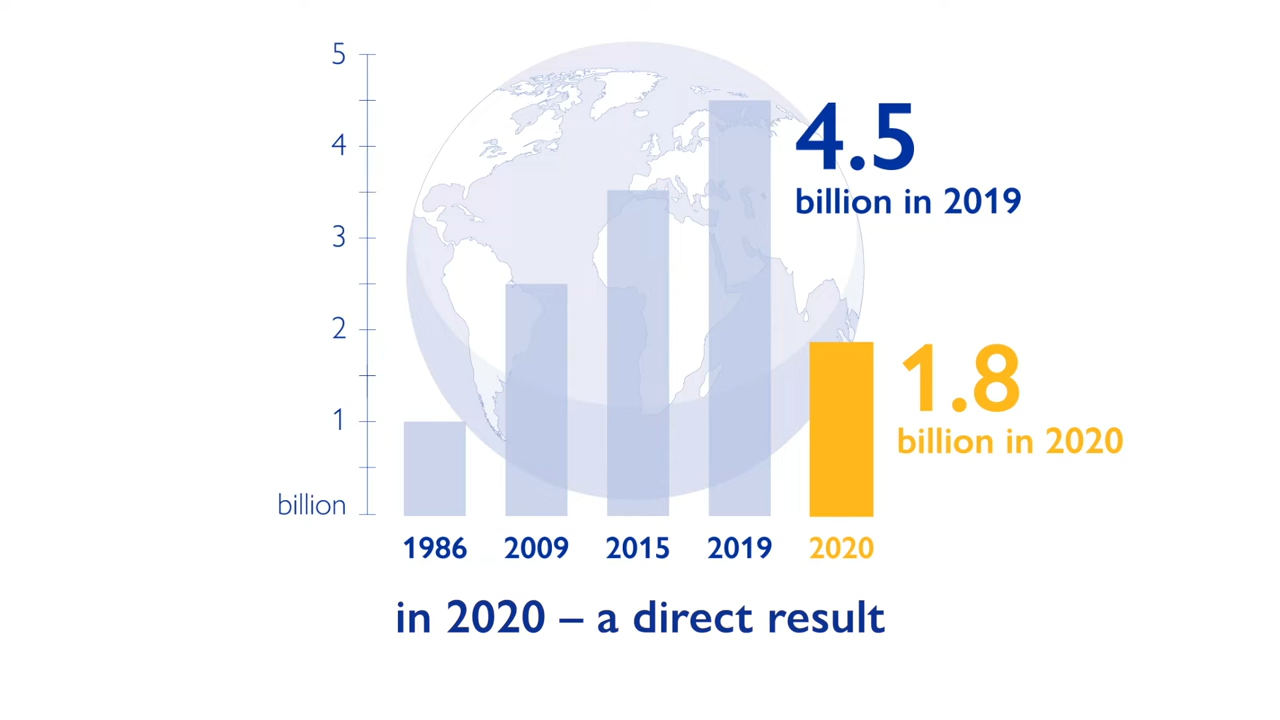 5
4
3
2
1
billion
4.5
billion in 2019
1.8
billion in 2020
1986 2009 2015 2019 2020
in 2020 – a direct result